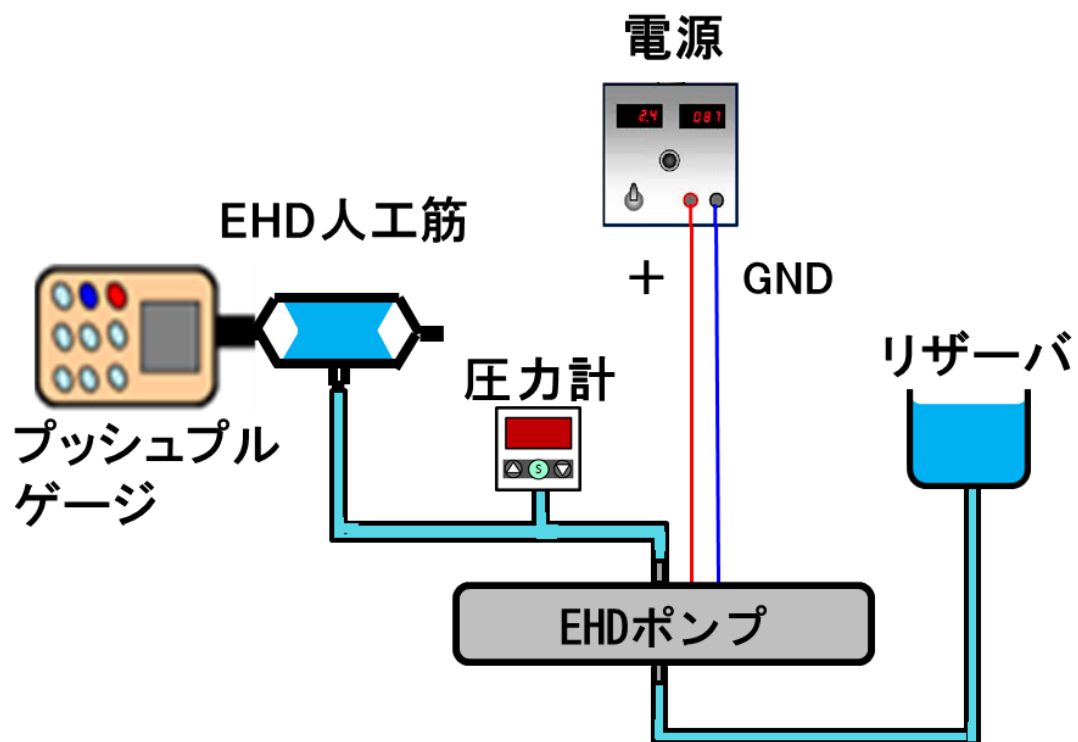 電源
2.4 087
EHD人工筋
+ GND
リザーバ
圧力計
S
プッシュプル
ゲージ
EHDポンプ